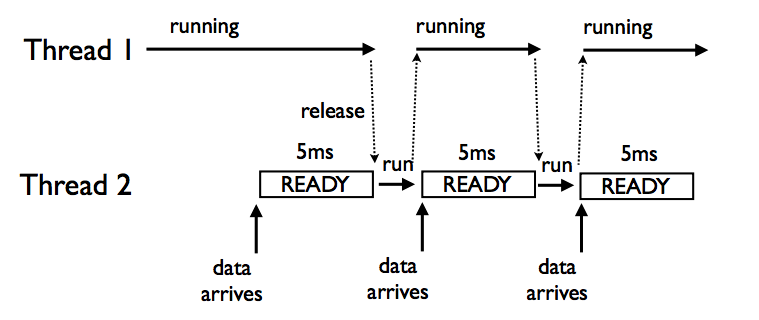 running
running
running
Thread 1
release
5ms
run
5ms
run
5ms
Thread 2
READY
READY
READY
data
arrives
data
arrives
data
arrives